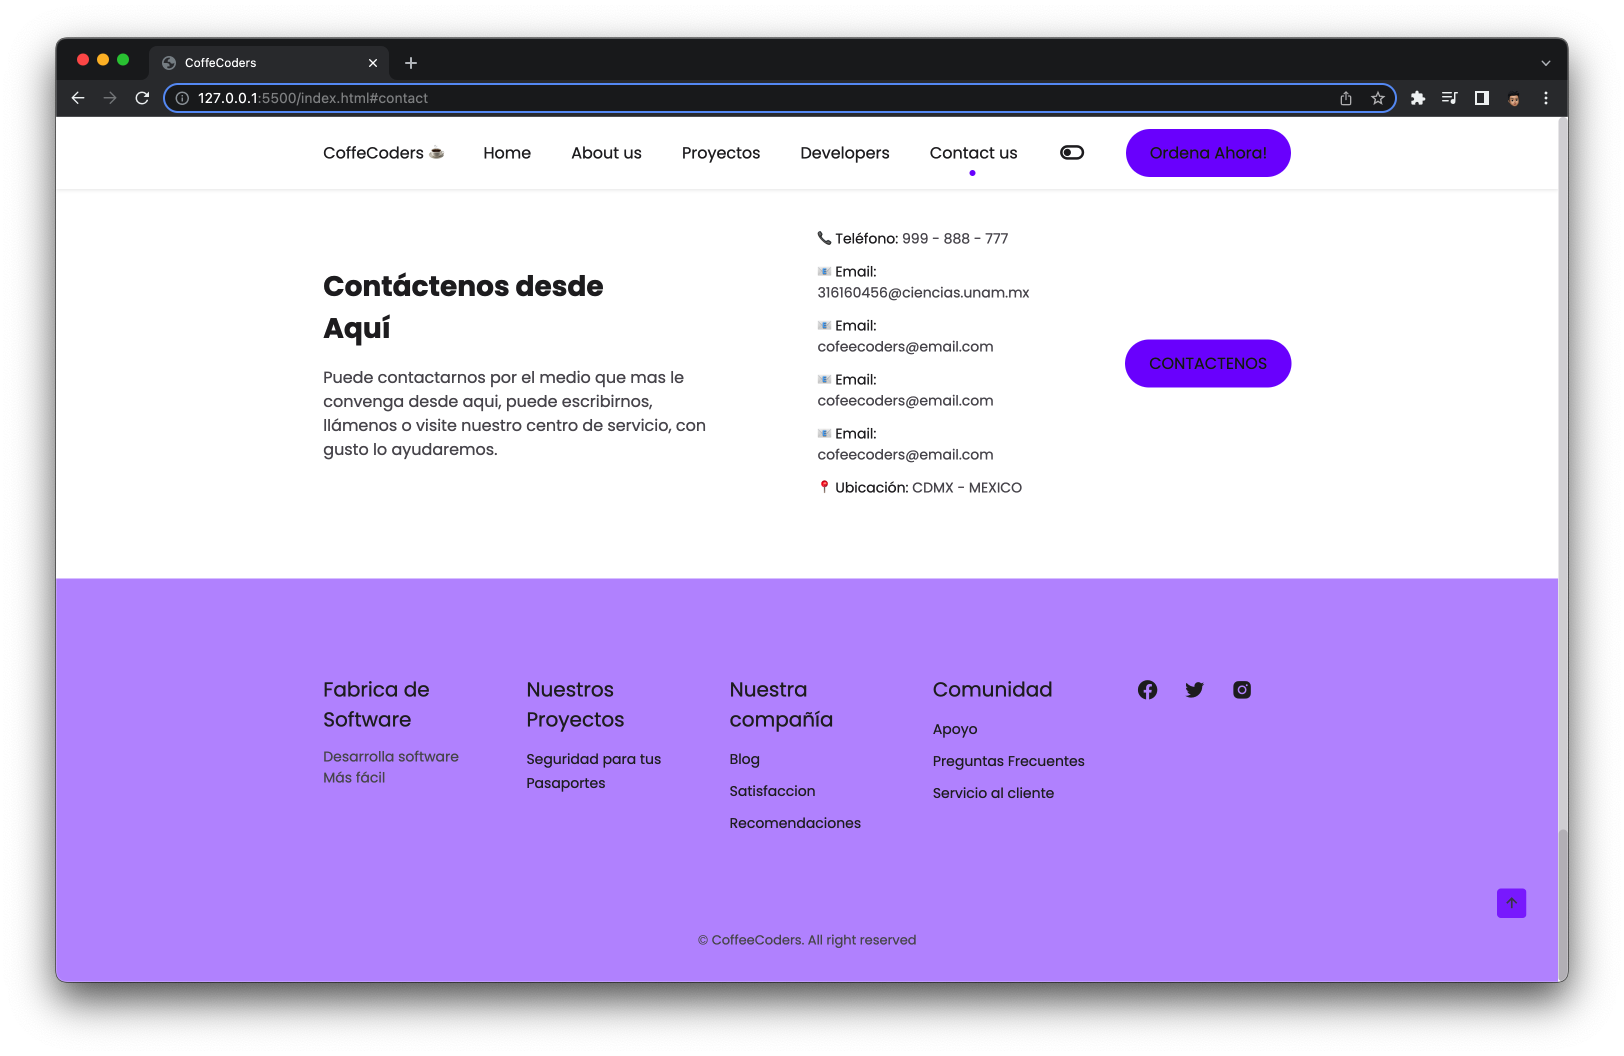 CoffeCoders
127.0.0.1:5500/index.html#contact
CoffeCoders Home About us Proyectos Developers Contact us Ordena Ahora!
Contáctenos desde
Aquí
Puede contactarnos por el medio que mas le
convenga desde aqui, puede escribirnos,
llámenos o visite nuestro centro de servicio, con
gusto lo ayudaremos.
Teléfono: 999 - 888 - 777
Email:
316160456@ciencias.unam.mx
Email:
cofeecoders@email.com
Email:
cofeecoders@email.com
Email:
cofeecoders@email.com
Ubicación: CDMX - MEXICO
CONTACTENOS
Fabrica de
Software
Desarrolla software
Más fácil
Nuestros
Proyectos
Seguridad para tus
Pasaportes
Nuestra
compañía
Blog
Satisfaccion
Recomendaciones
Comunidad
Apoyo
Preguntas Frecuentes
Servicio al cliente
© CoffeeCoders. All right reserved